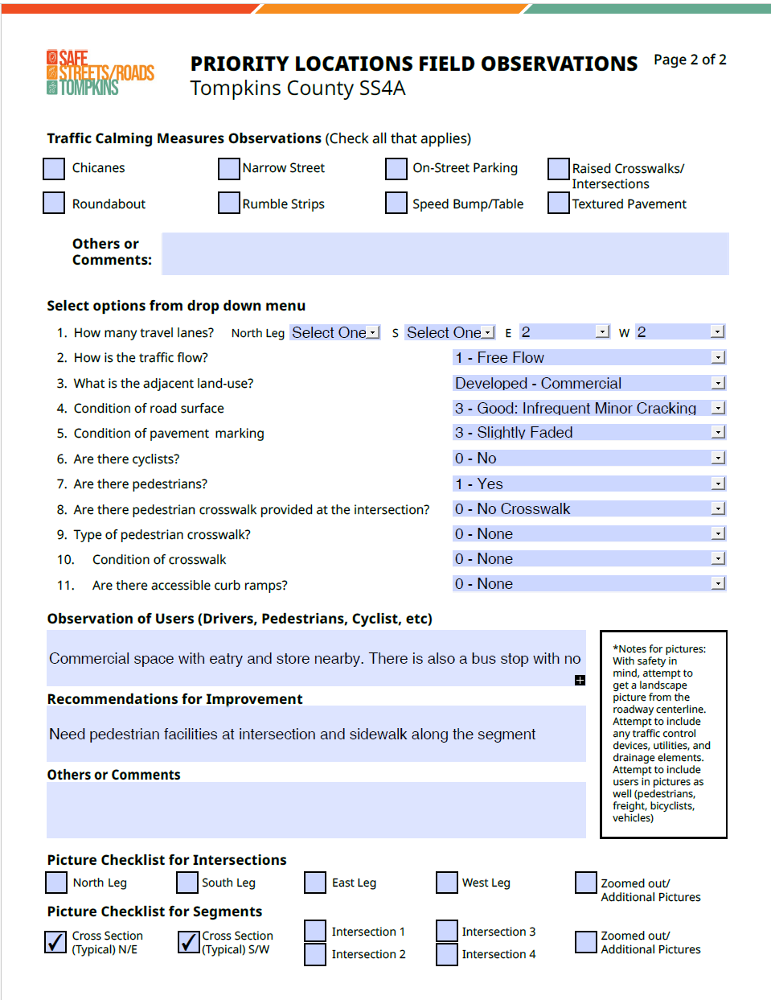 SAFE
STREETS/ROADS
TOMPKINS
PRIORITY LOCATIONS FIELD OBSERVATIONS
Page 2 of 2
Tompkins County SS4A
Traffic Calming Measures Observations (Check all that applies)
Chicanes Narrow Street On-Street Parking Raised Crosswalks/
Intersections
Roundabout Rumble Strips Speed Bump/Table Textured Pavement
Others or
Comments:
Select options from drop down menu
1. How many travel lanes? North Leg Select One S Select One E 2 W 2
2. How is the traffic flow? 1 - Free Flow
3. What is the adjacent land-use? Developed - Commercial
4. Condition of road surface 3 - Good: Infrequent Minor Cracking
5. Condition of pavement marking 3 - Slightly Faded
6. Are there cyclists? 0 - No
7. Are there pedestrians? 1 - Yes
8. Are there pedestrian crosswalk provided at the intersection? 0 - No Crosswalk
9. Type of pedestrian crosswalk? 0 - None
10. Condition of crosswalk 0 - None
11. Are there accessible curb ramps? 0 - None
Observation of Users (Drivers, Pedestrians, Cyclist, etc)
Commercial space with eatry and store nearby. There is also a bus stop with no
Recommendations for Improvement
Need pedestrian facilities at intersection and sidewalk along the segment
Others or Comments
*Notes for pictures:
With safety in
mind, attempt to
get a landscape
picture from the
roadway centerline.
Attempt to include
any traffic control
devices, utilities, and
drainage elements.
Attempt to include
users in pictures as
well (pedestrians,
freight, bicyclists,
vehicles)
Picture Checklist for Intersections
North Leg South Leg East Leg West Leg Zoomed out/
Additional Pictures
Picture Checklist for Segments
Cross Section
(Typical) N/E
Cross Section
(Typical) S/W
Intersection 1
Intersection 2
Intersection 3
Intersection 4
Zoomed out/
Additional Pictures